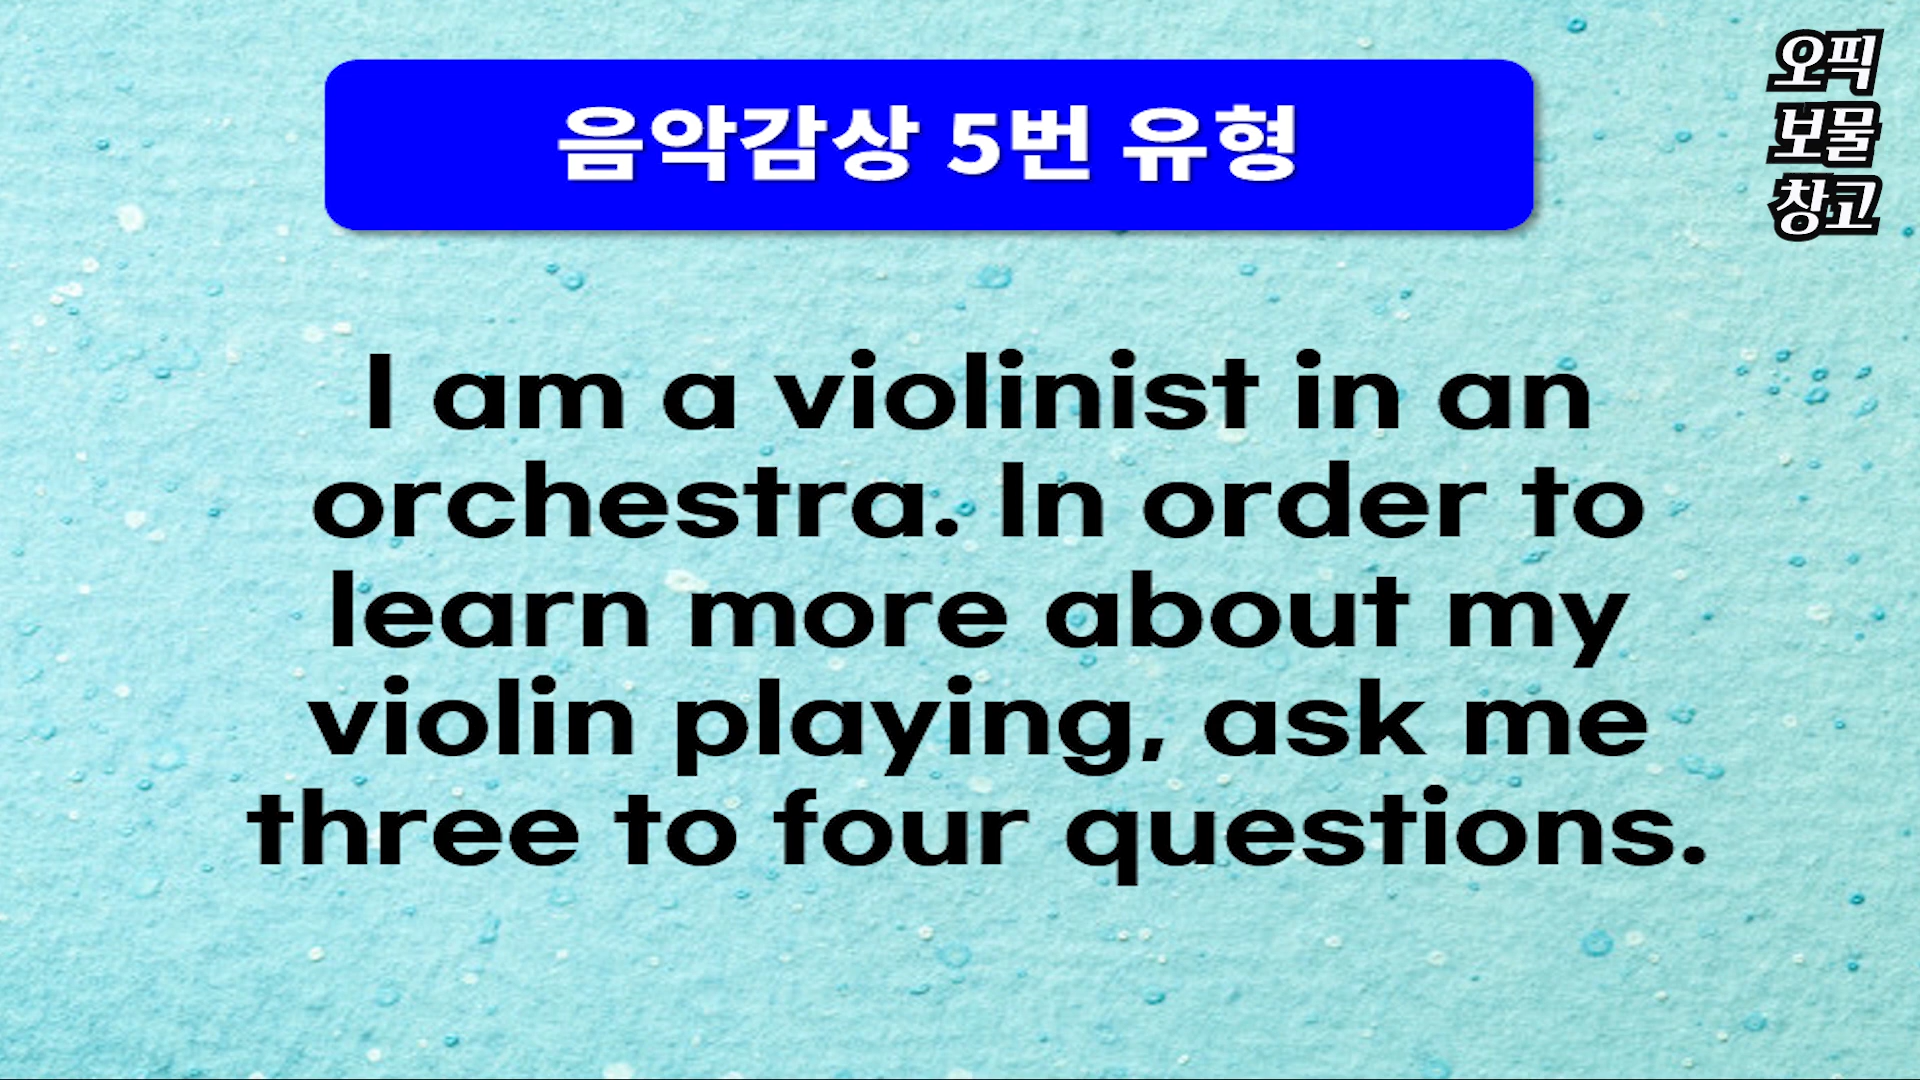 음악감상 5번 유형
오픽
보물
창고
I am a violinist in an
orchestra. In order to
learn more about my
violin playing, ask me
three to four questions.